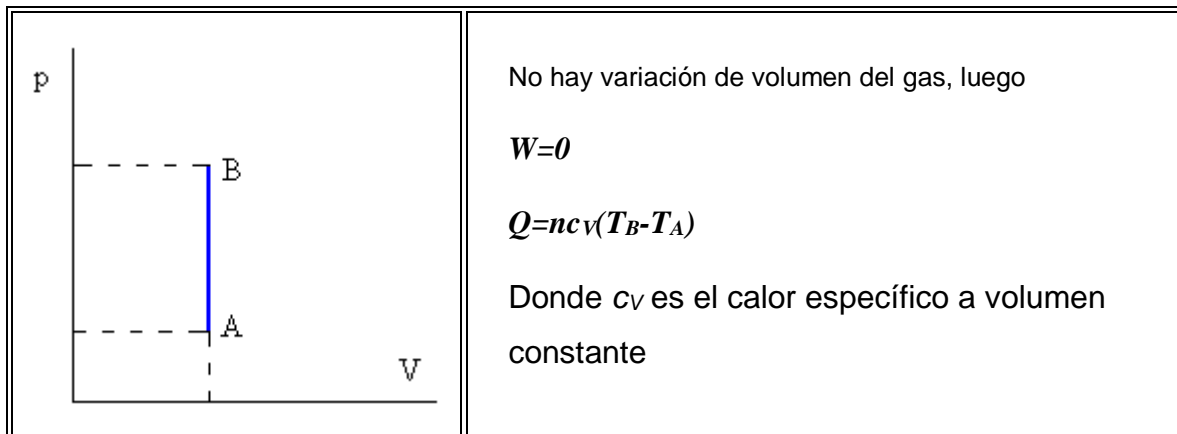 p
B
A
V
No hay variación de volumen del gas, luego
W=0
Q=ncV(TB-TA)
Donde cV es el calor específico a volumen
constante